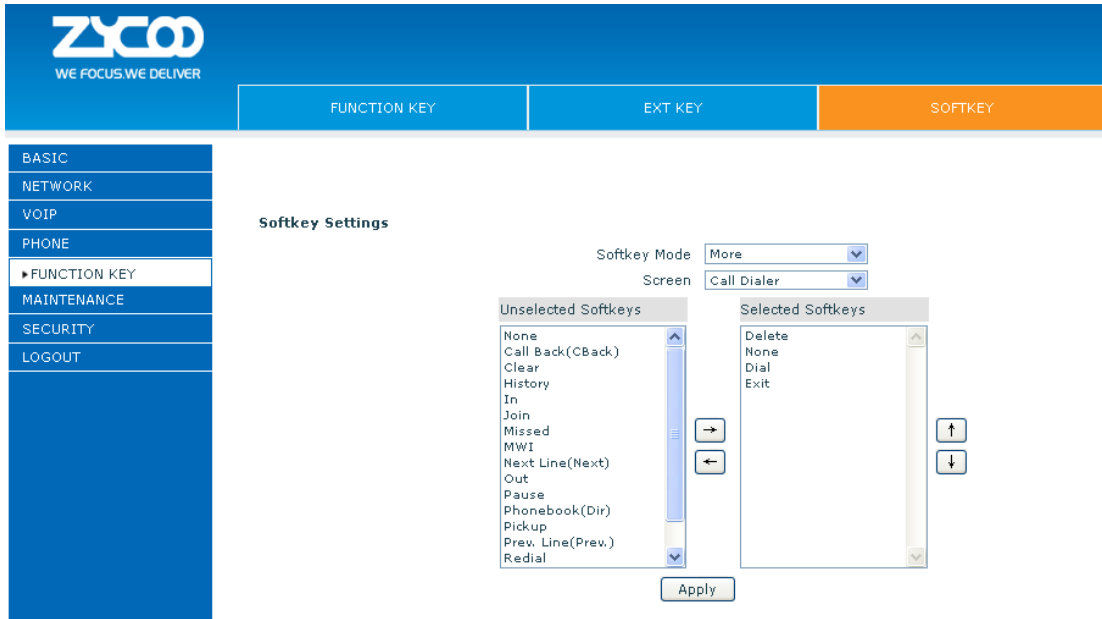 ZYCOO
WE FOCUS.WE DELIVER
FUNCTION KEY
EXT KEY
SOFTKEY
BASIC
NETWORK
VOIP
PHONE
FUNCTION KEY
MAINTENANCE
SECURITY
LOGOUT
Softkey Settings
Softkey Mode More
Screen Call Dialer
Unselected Softkeys
None
Call Back(CBack)
Clear
History
In
Join
Missed
MWI
Next Line(Next)
Out
Pause
Phonebook(Dir)
Pickup
Prev. Line(Prev.)
Redial
→
←
Selected Softkeys
Delete
None
Dial
Exit
↑
↓
Apply